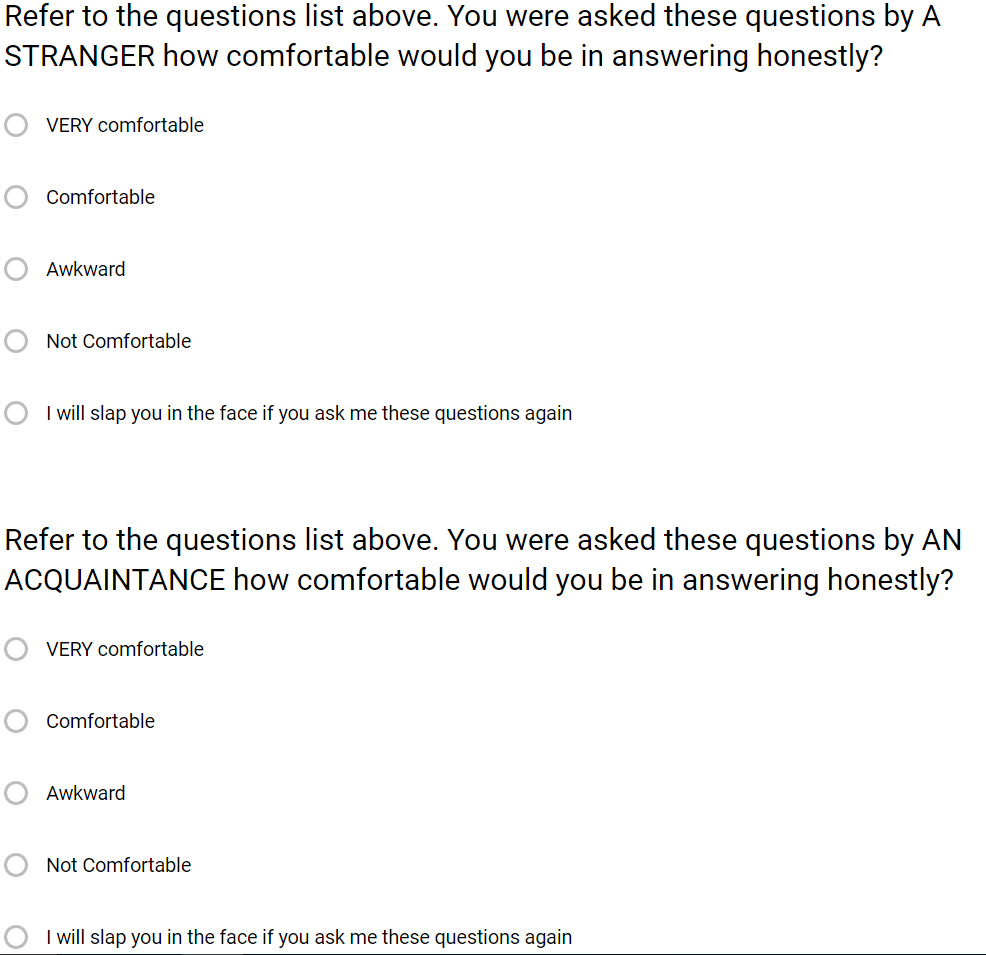 Refer to the questions list above. You were asked these questions by A
STRANGER how comfortable would you be in answering honestly?
VERY comfortable
Comfortable
Awkward
Not Comfortable
I will slap you in the face if you ask me these questions again
Refer to the questions list above. You were asked these questions by AN
ACQUAINTANCE how comfortable would you be in answering honestly?
VERY comfortable
Comfortable
Awkward
Not Comfortable
I will slap you in the face if you ask me these questions again